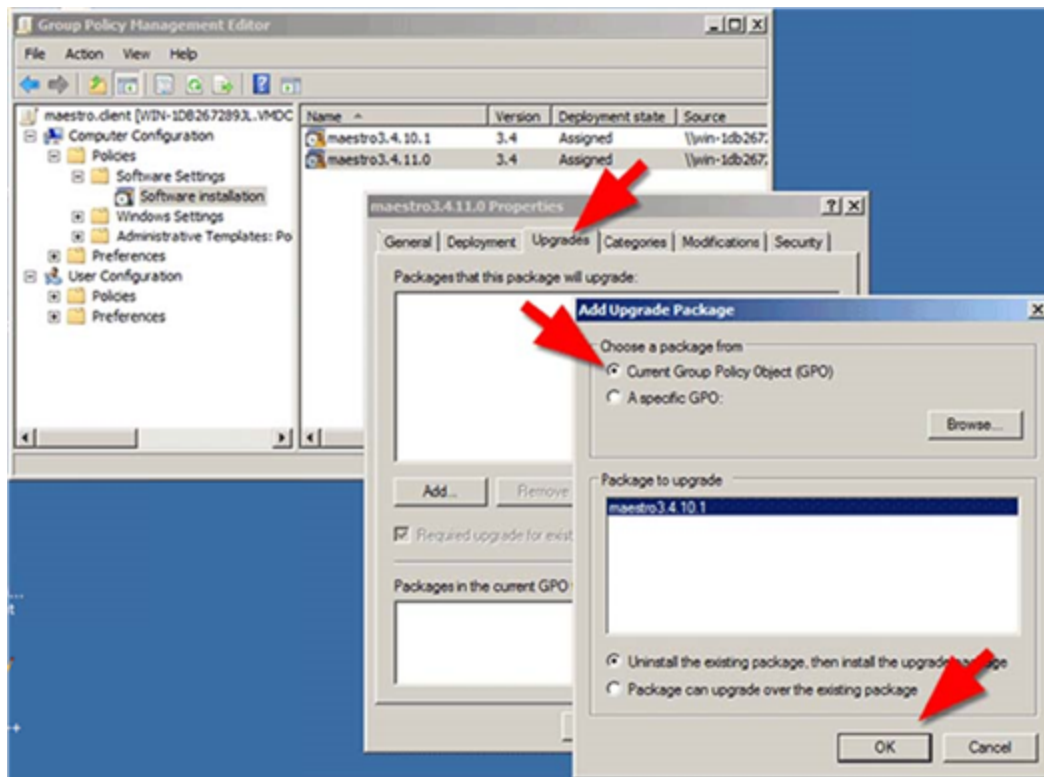 Group Policy Management Editor
File Action View Help
maestro.client [WIN-1DB2672893L.VMDC
Computer Configuration
Policies
Software Settings
Software installation
Windows Settings
Administrative Templates: Po
Preferences
User Configuration
Policies
Preferences
Name Version Deployment state Source
maestro3.4.10.1 3.4 Assigned \\win-1db267.
maestro3.4.11.0 3.4 Assigned \\win-1db267.
maestro3.4.11.0 Properties
General Deployment Upgrades Categories Modifications Security
Packages that this package will upgrade:
Add... Remove
Required upgrade for exist
Packages in the current GPO
Add Upgrade Package
Choose a package from
Current Group Policy Object (GPO)
A specific GPO:
Browse...
Package to upgrade
maestro3.4.10.1
Uninstall the existing package, then install the upgrade package
Package can upgrade over the existing package
OK Cancel